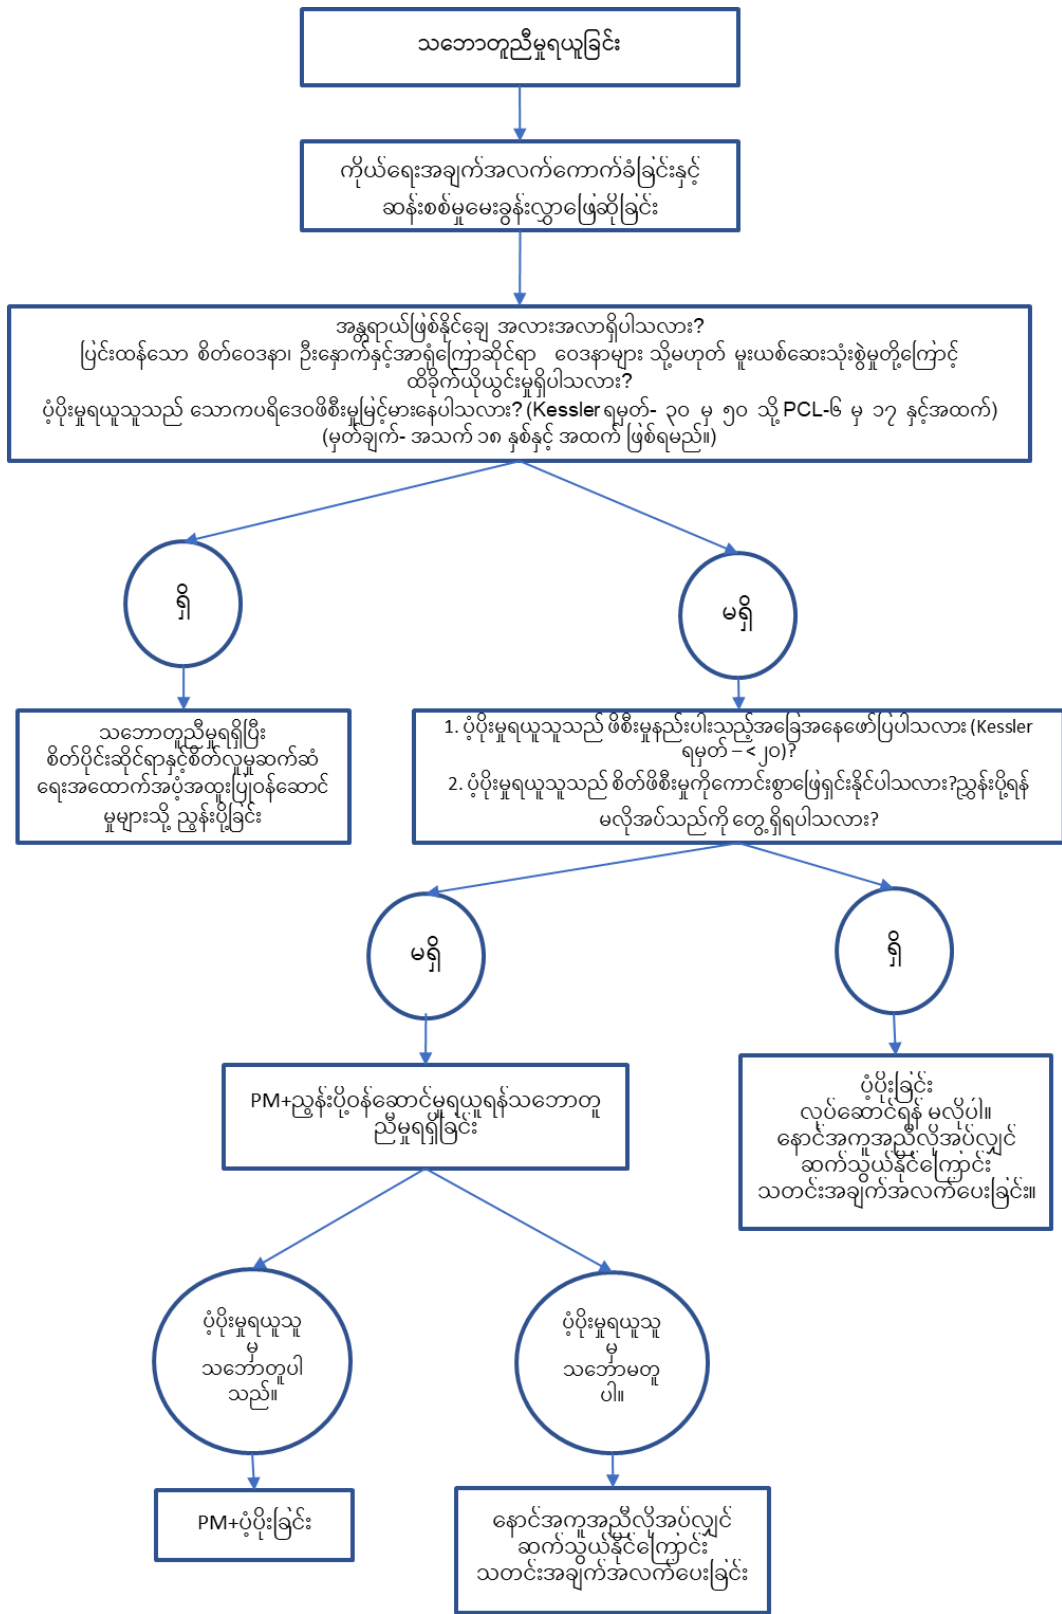 သဘောတူညီမှုရယူခြင်း
ကိုယ်ရေးအချက်အလက်ကောက်ခံခြင်းနှင့်
ဆန်းစစ်မှုမေးခွန်းလွှာဖြေဆိုခြင်း
အန္တရာယ်ဖြစ်နိုင်ချေ အလားအလာရှိပါသလား?
ပြင်းထန်သော စိတ်ဝေဒနာ၊ ဦးနှောက်နှင့်အာရုံကြောဆိုင်ရာ ဝေဒနာများ သို့မဟုတ် မူးယစ်ဆေးသုံးစွဲမှုတို့ကြောင့်
ထိခိုက်ယိုယွင်းမှုရှိပါသလား?
ပံ့ပိုးမှုရယူသူသည် သောကပရိဒေဝဖိစီးမှုမြင့်မားနေပါသလား? (Kessler ရမှတ်- ၃၀ မှ ၅၀ သို့ PCL-၆ မှ ၁၇ နှင့်အထက်)
(မှတ်ချက်- အသက် ၁၈ နှစ်နှင့် အထက် ဖြစ်ရမည်။)
ရှိ
မရှိ
သဘောတူညီမှုရရှိပြီး
စိတ်ပိုင်းဆိုင်ရာနှင့်စိတ်လူမှုဆက်ဆံ
ရေးအထောက်အပံ့အထူးပြုဝန်ဆောင်
မှုများသို့ ညွှန်းပို့ခြင်း
1. ပံ့ပိုးမှုရယူသူသည် ဖိစီးမှုနည်းပါးသည့်အခြေအနေဖော်ပြပါသလား (Kessler
ရမှတ် – <၂၀)?
2. ပံ့ပိုးမှုရယူသူသည် စိတ်ဖိစီးမှုကိုကောင်းစွာဖြေရှင်းနိုင်ပါသလား?ညွှန်းပို့ရန်
မလိုအပ်သည်ကို တွေ့ရှိရပါသလား?
မရှိ
ရှိ
PM+ညွှန်းပို့ဝန်ဆောင်မှုရယူရန်သဘောတူ
ညီမှုရရှိခြင်း
ပံ့ပိုးခြင်း
လုပ်ဆောင်ရန် မလိုပါ။
နောင်အကူအညီလိုအပ်လျှင်
ဆက်သွယ်နိုင်ကြောင်း
သတင်းအချက်အလက်ပေးခြင်း။
ပံ့ပိုးမှုရယူသူ
မှ
သဘောတူပါ
သည်။
ပံ့ပိုးမှုရယူသူ
မှ
သဘောမတူ
ပါ။
PM+ပံ့ပိုးခြင်း
နောင်အကူအညီလိုအပ်လျှင်
ဆက်သွယ်နိုင်ကြောင်း
သတင်းအချက်အလက်ပေးခြင်း